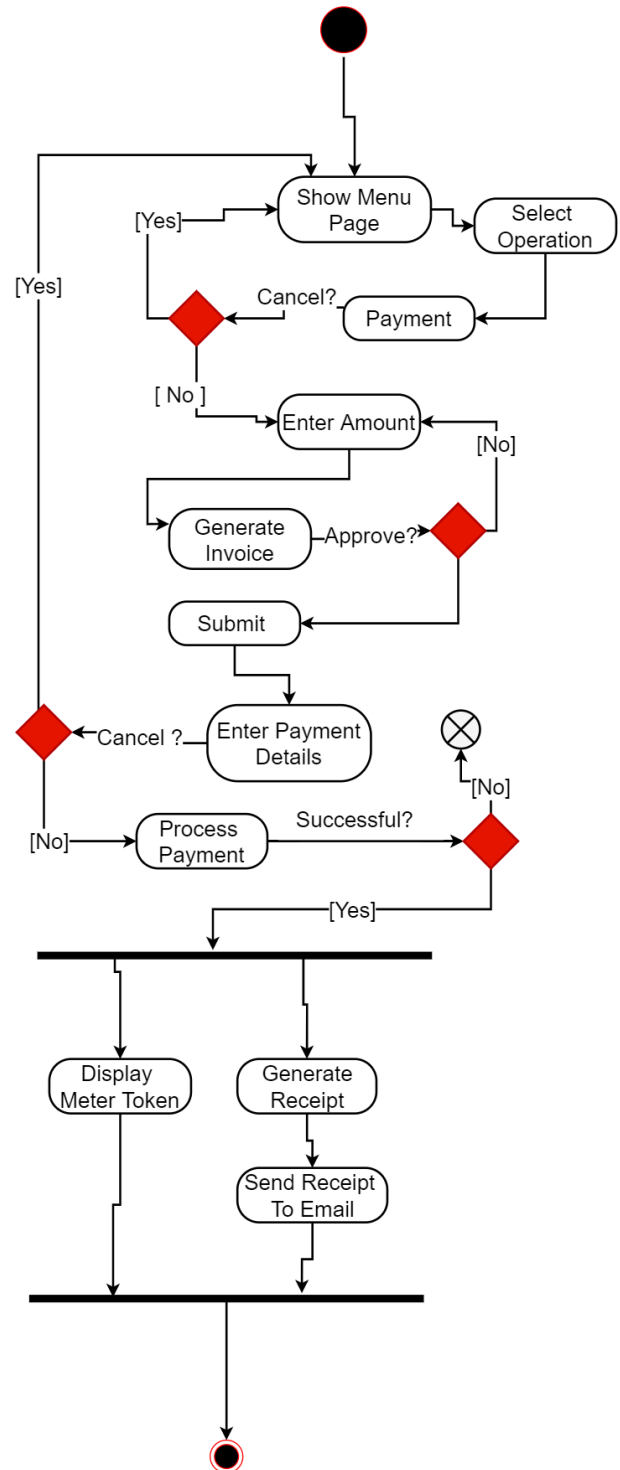 Show Menu
Page
Select
Operation
[Yes]
[Yes]
Cancel?
Payment
[ No ]
Enter Amount
[No]
Generate
Invoice
Approve?
Submit
Enter Payment
Details
Cancel ?
[No]
[No]
Process
Payment
Successful?
[Yes]
Display
Meter Token
Generate
Receipt
Send Receipt
To Email